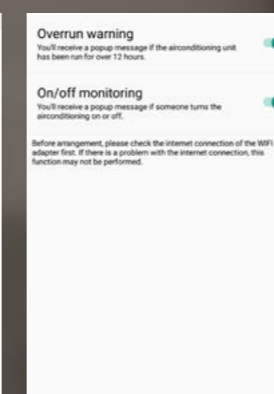 Overrun warning
You'll receive a popup message if the airconditioning unit
has been run for over 12 hours.
On/off monitoring
You'll receive a popup message if someone turns the
airconditioning on or off.
Before arrangement, please check the internet connection of the WIFI
adapter first. If there is a problem with the internet connection, this
function may not be performed.